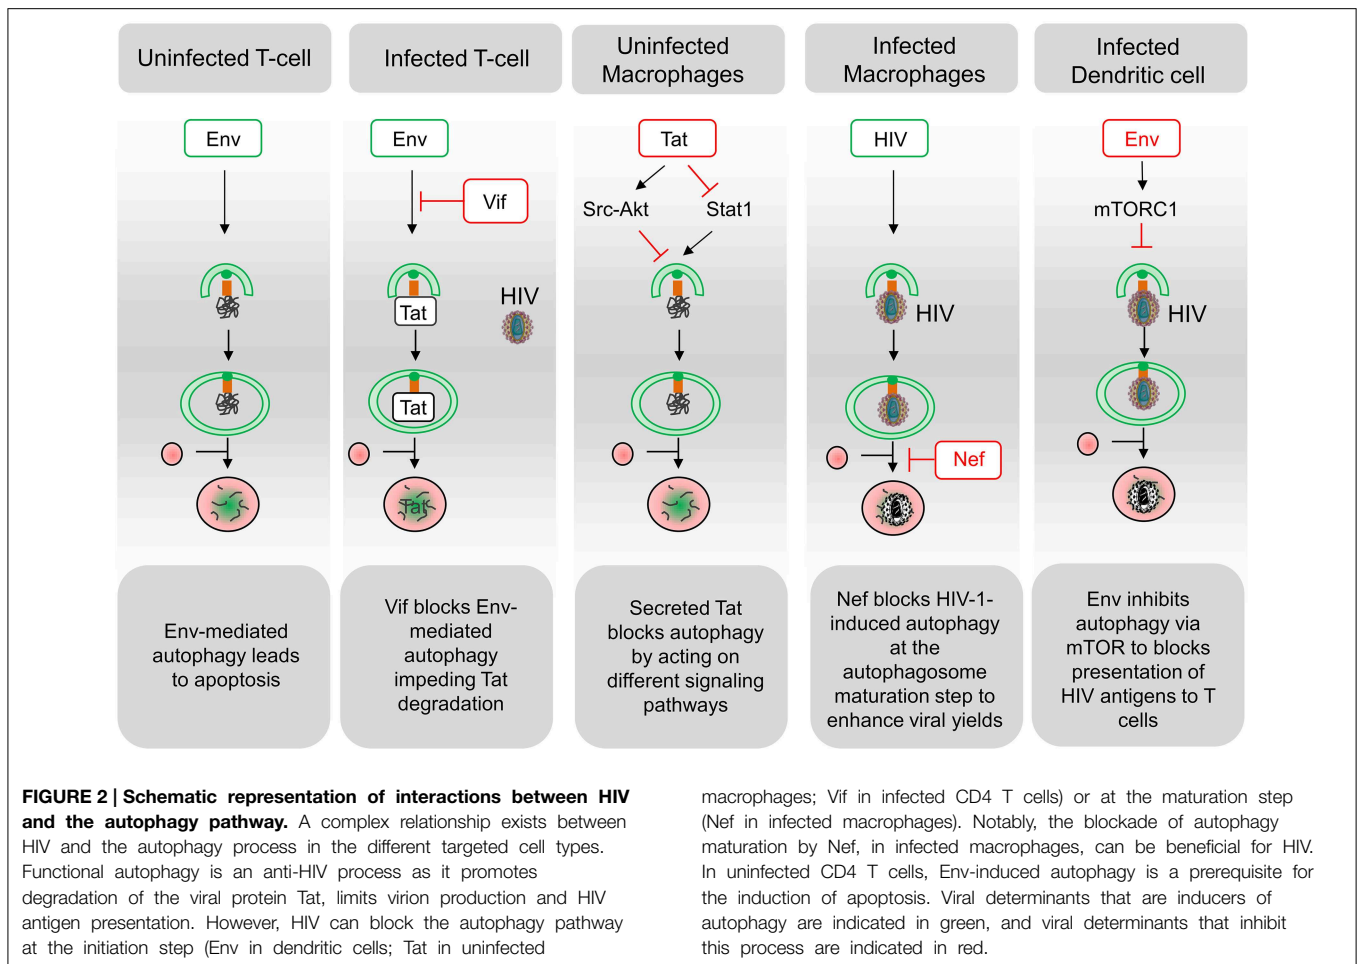 Uninfected T-cell
Infected T-cell
Uninfected
Macrophages
Infected
Macrophages
Infected
Dendritic cell
Env
Env
Vif
Tat
HIV
Tat
Tat
Tat
Src-Akt
Stat1
HIV
HIV
Nef
Env
mTORC1
HIV
Env-mediated
autophagy leads
to apoptosis
Vif blocks Env-
mediated
autophagy
impeding Tat
degradation
Secreted Tat
blocks autophagy
by acting on
different signaling
pathways
Nef blocks HIV-1-
induced autophagy
at the
autophagosome
maturation step to
enhance viral yields
Env inhibits
autophagy via
mTOR to blocks
presentation of
HIV antigens to T
cells
FIGURE 2 | Schematic representation of interactions between HIV
and the autophagy pathway. A complex relationship exists between
HIV and the autophagy process in the different targeted cell types.
Functional autophagy is an anti-HIV process as it promotes
degradation of the viral protein Tat, limits virion production and HIV
antigen presentation. However, HIV can block the autophagy pathway
at the initiation step (Env in dendritic cells; Tat in uninfected
macrophages; Vif in infected CD4 T cells) or at the maturation step
(Nef in infected macrophages). Notably, the blockade of autophagy
maturation by Nef, in infected macrophages, can be beneficial for HIV.
In uninfected CD4 T cells, Env-induced autophagy is a prerequisite for
the induction of apoptosis. Viral determinants that are inducers of
autophagy are indicated in green, and viral determinants that inhibit
this process are indicated in red.